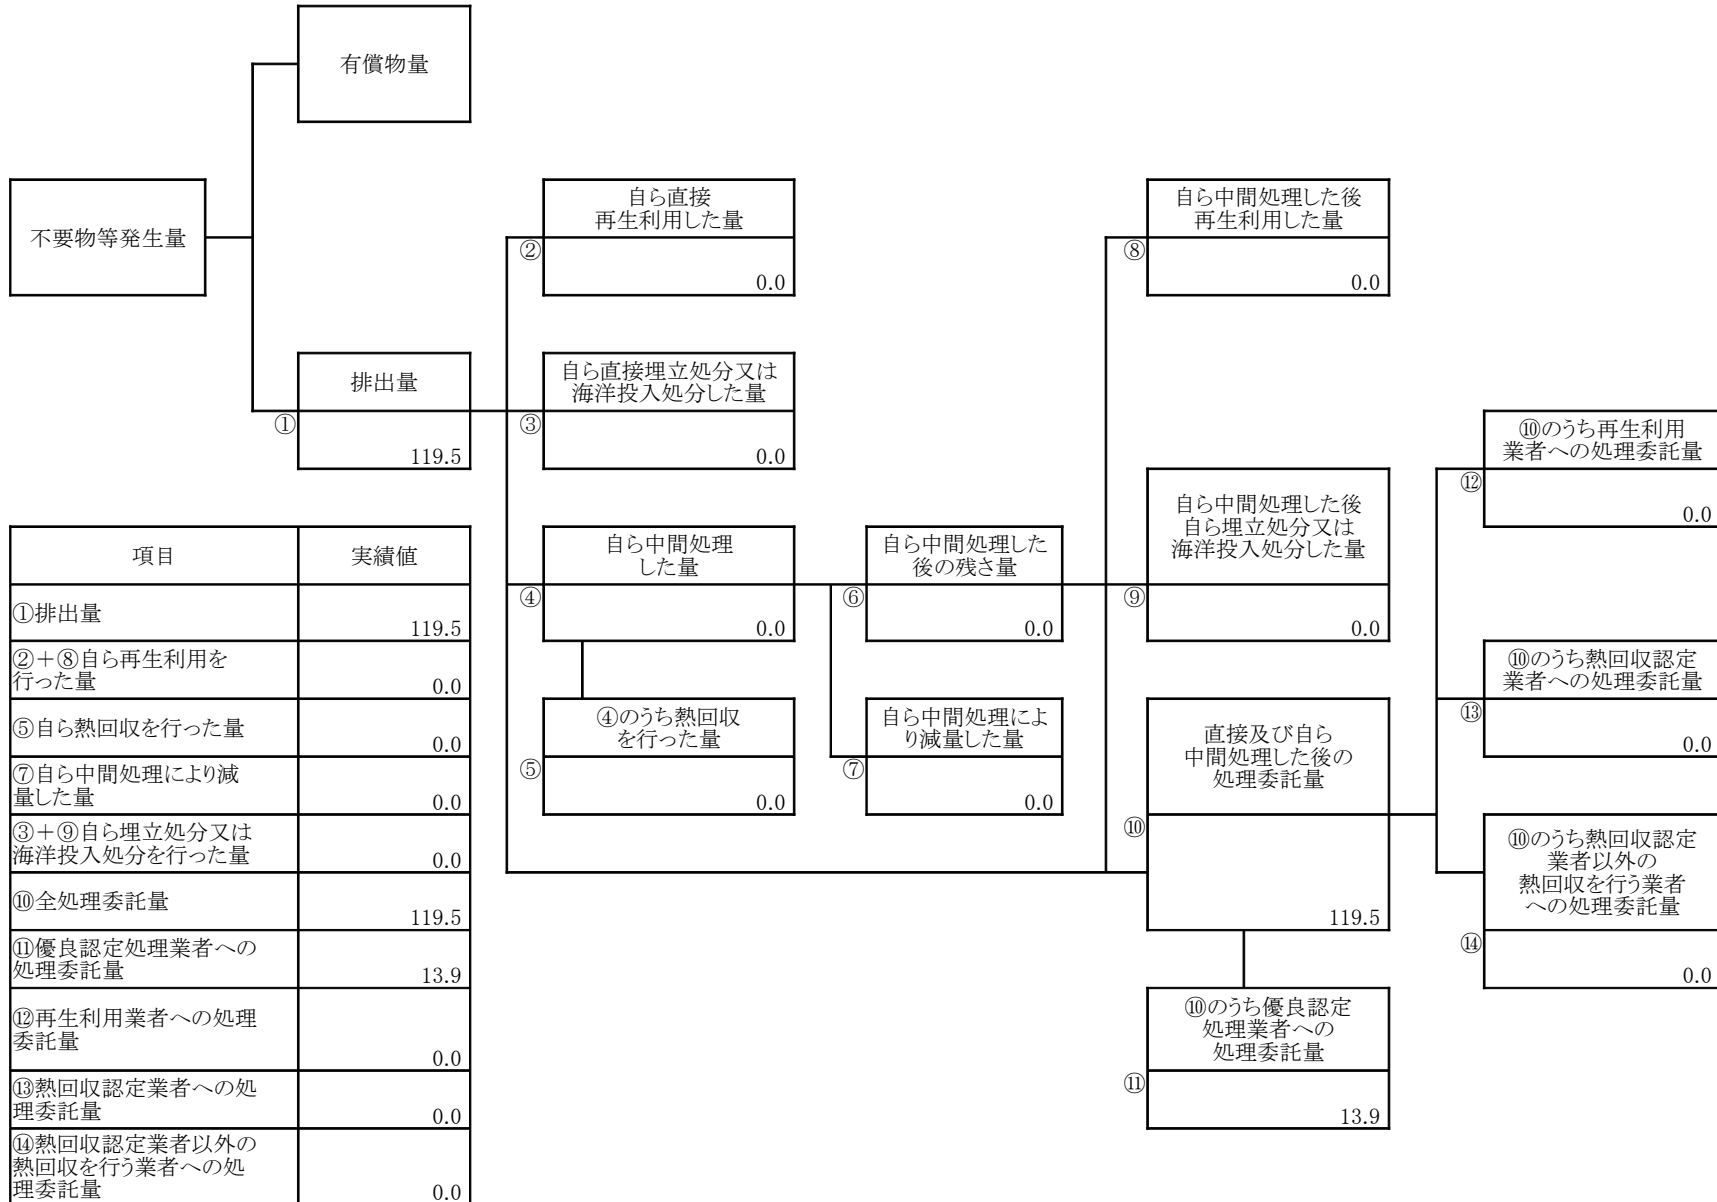 有償物量
不要物等発生量
自ら直接
再生利用した量
②
0.0
自ら中間処理した後
再生利用した量
⑧
0.0
排出量
①
119.5
自ら直接埋立処分又は
海洋投入処分した量
③
0.0
⑩のうち再生利用
業者への処理委託量
⑫
0.0
自ら中間処理
した量
④
0.0
自ら中間処理した
後の残さ量
⑥
0.0
自ら中間処理した後
自ら埋立処分又は
海洋投入処分した量
⑨
0.0
⑩のうち熱回収認定
業者への処理委託量
⑬
0.0
④のうち熱回収
を行った量
⑤
0.0
自ら中間処理によ
り減量した量
⑦
0.0
直接及び自ら
中間処理した後の
処理委託量
⑩
119.5
⑩のうち熱回収認定
業者以外の
熱回収を行う業者
への処理委託量
⑭
0.0
⑩のうち優良認定
処理業者への
処理委託量
⑪
13.9
項目 実績値
①排出量
119.5
②+⑧自ら再生利用を
行った量
0.0
⑤自ら熱回収を行った量
0.0
⑦自ら中間処理により減
量した量
0.0
③+⑨自ら埋立処分又は
海洋投入処分を行った量
0.0
⑩全処理委託量
119.5
⑪優良認定処理業者への
処理委託量
13.9
⑫再生利用業者への処理
委託量
0.0
⑬熱回収認定業者への処
理委託量
0.0
⑭熱回収認定業者以外の
熱回収を行う業者への処
理委託量
0.0